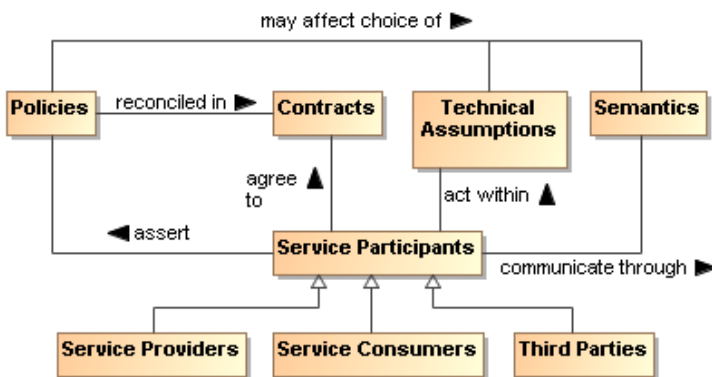 may affect choice of
Policies
reconciled in
Contracts
Technical
Assumptions
Semantics
agree
to
act within
assert
Service Participants
communicate through
Service Providers
Service Consumers
Third Parties